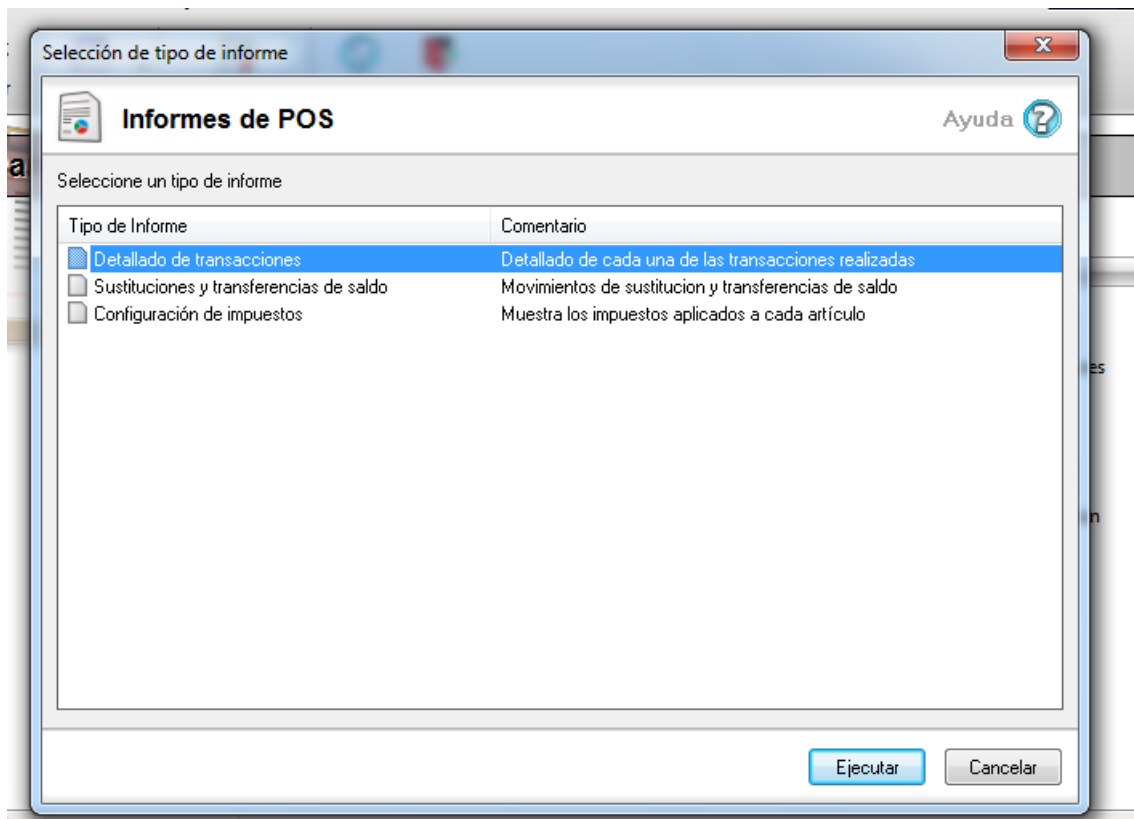 Selección de tipo de informe
Informes de POS
Ayuda
Seleccione un tipo de informe
Tipo de Informe Comentario
Detallado de transacciones Detallado de cada una de las transacciones realizadas
Sustituciones y transferencias de saldo Movimientos de sustitucion y transferencias de saldo
Configuración de impuestos Muestra los impuestos aplicados a cada artículo
es
n
Ejecutar Cancelar